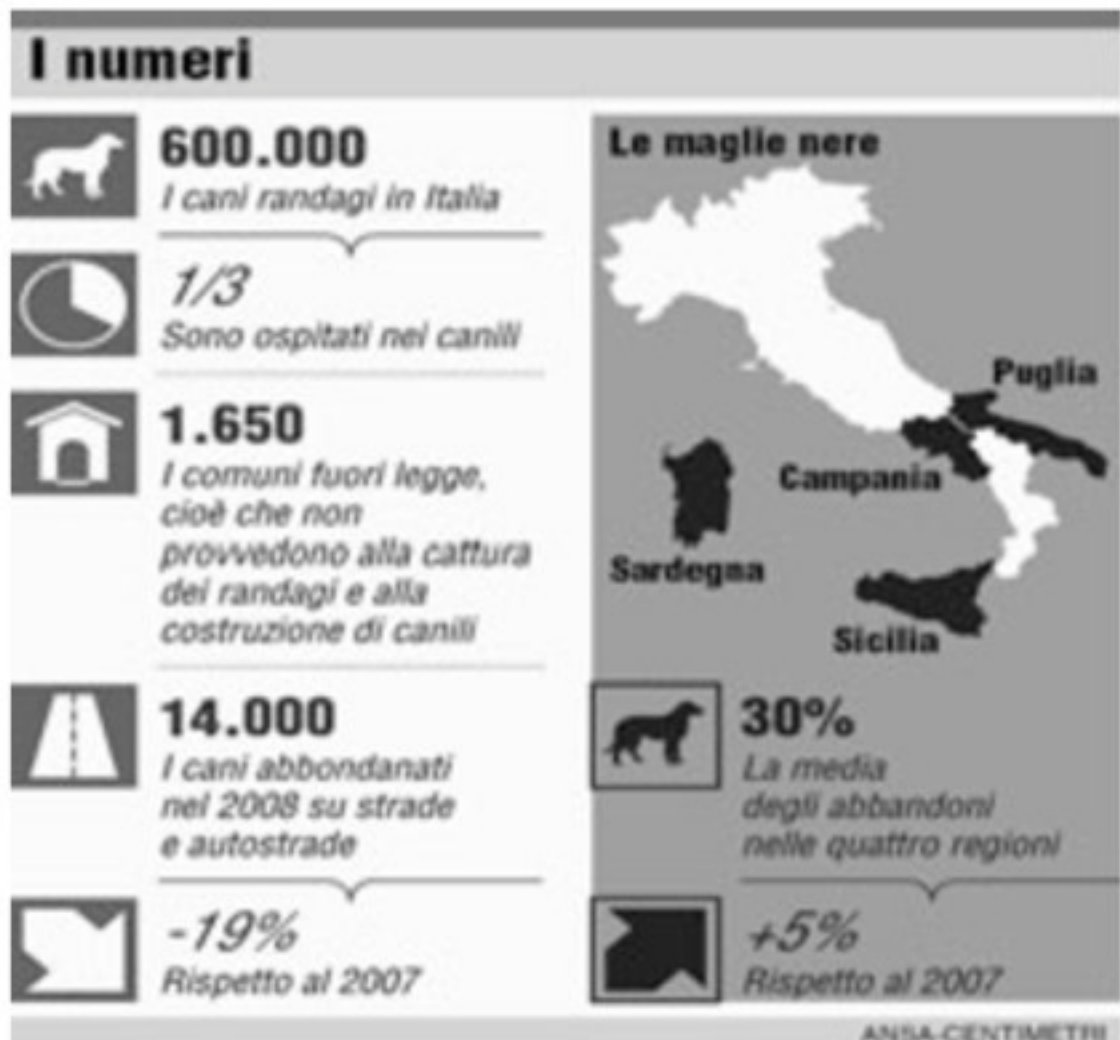 I numeri
600.000
I cani randagi in Italia
1/3
Sono ospitati nei canili
1.650
I comuni fuori legge,
cioè che non
provvedono alla cattura
dei randagi e alla
costruzione di canili
14.000
I cani abbondanati
nel 2008 su strade
e autostrade
-19%
Rispetto al 2007
Le maglie nere
Puglia
Campania
Sardegna
Sicilia
30%
La media
degli abbandoni
nelle quattro regioni
+5%
Rispetto al 2007
ANSA-CENTIMETRI